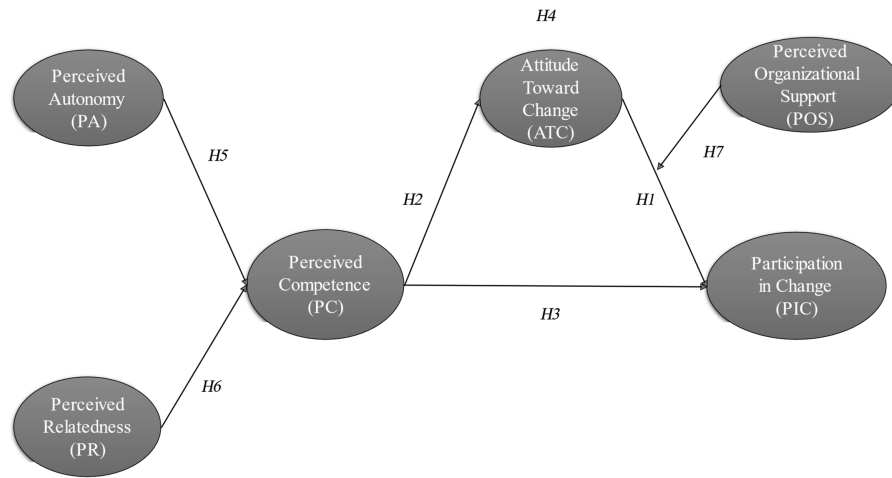 H4
Perceived
Autonomy
(PA)
Attitude
Toward
Change
(ATC)
Perceived
Organizational
Support
(POS)
H5
H7
H2
H1
Perceived
Competence
(PC)
Participation
in Change
(PIC)
H3
H6
Perceived
Relatedness
(PR)